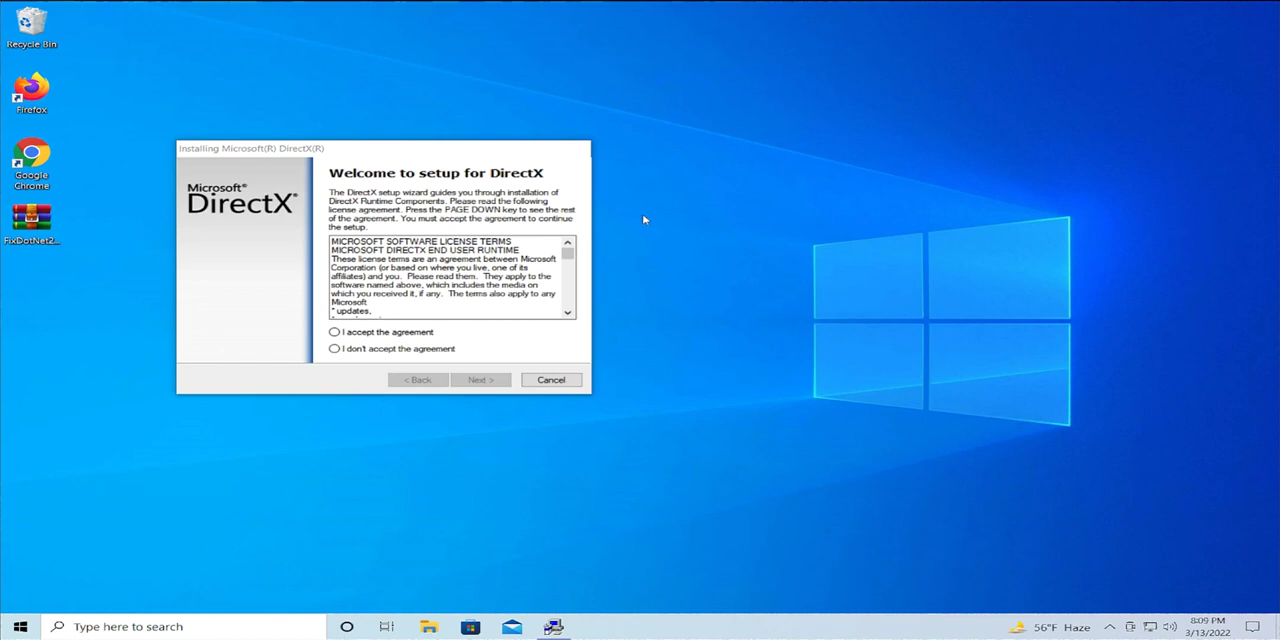 Recycle Bin
Firefox
Google
Chrome
FixDotNet2...
Installing Microsoft(R) DirectX(R)
Microsoft®
DirectX®
Welcome to setup for DirectX
The DirectX setup wizard guides you through installation of
DirectX Runtime Components. Please read the following
license agreement. Press the PAGE DOWN key to see the rest
of the agreement. You must accept the agreement to continue
the setup.
MICROSOFT SOFTWARE LICENSE TERMS
MICROSOFT DIRECTX END USER RUNTIME
These license terms are an agreement between Microsoft
Corporation (or based on where you live, one of its
affiliates) and you. Please read them. They apply to the
software named above, which includes the media on
which you received it, if any. The terms also apply to any
Microsoft
* updates,
I accept the agreement
I don't accept the agreement
< Back
Next >
Cancel
Type here to search
56°F Haze
8:09 PM
3/13/2022